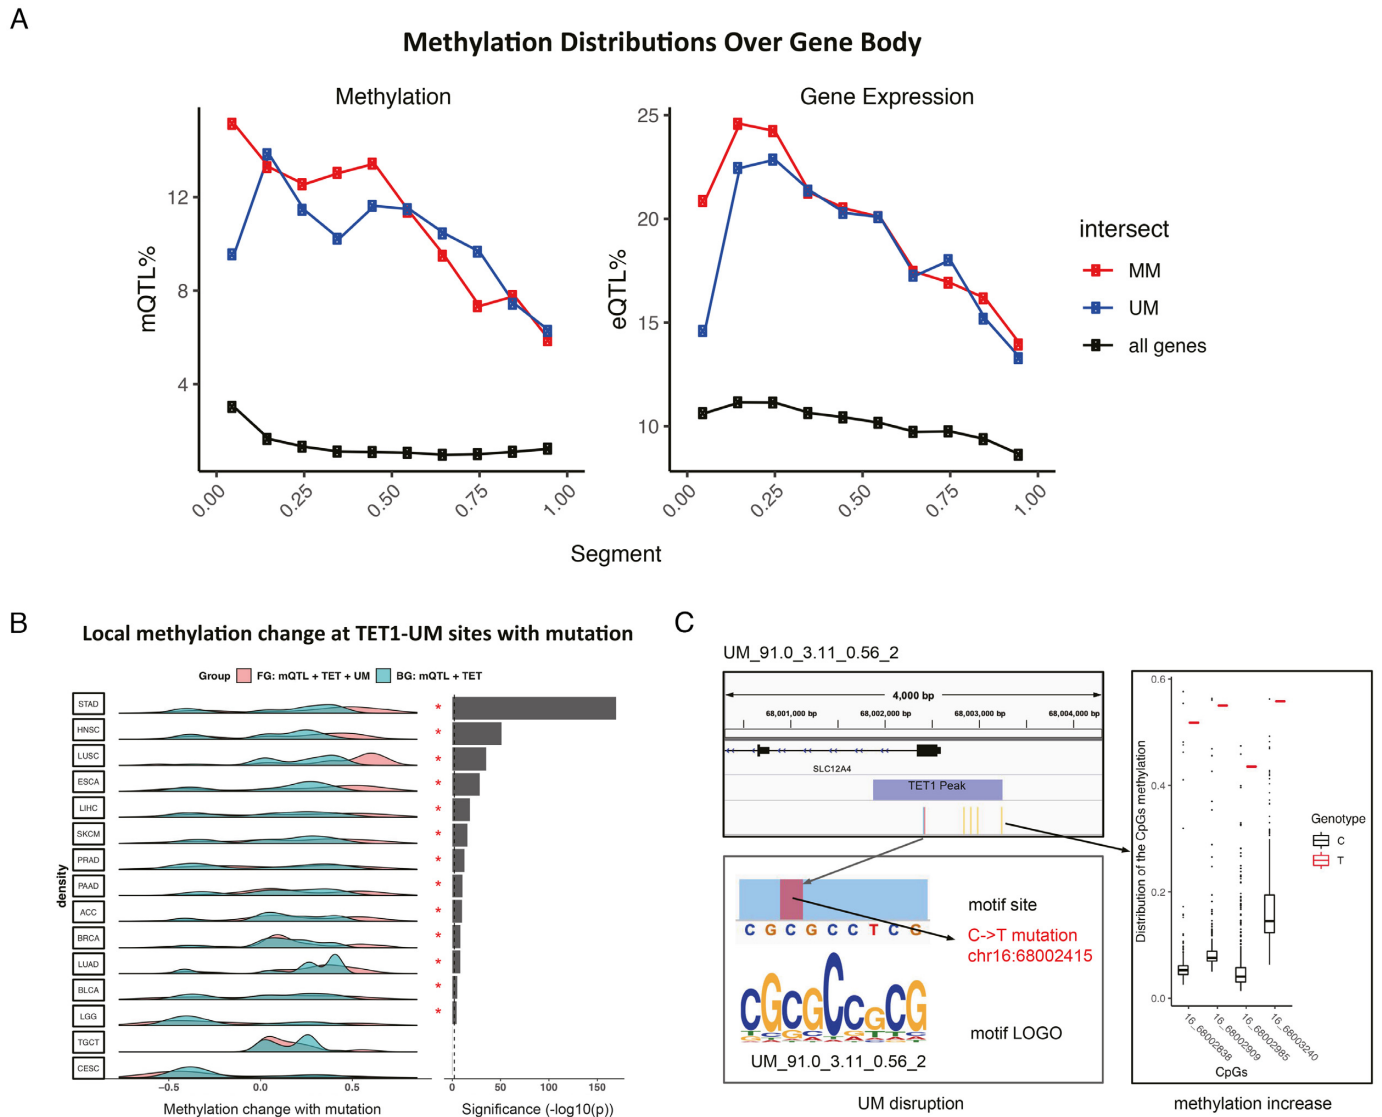 A
Methylation Distributions Over Gene Body
Methylation
Gene Expression
mQTL%
12
8
4
0.00
0.25
0.50
0.75
1.00
eQTL%
25
20
15
10
0.00
0.25
0.50
0.75
1.00
Segment
intersect
MM
UM
all genes
B
Local methylation change at TET1-UM sites with mutation
Group FG: mQTL + TET + UM BG: mQTL + TET
density
STAD
HNSC
LUSC
ESCA
LIHC
SKCM
PRAD
PAAD
ACC
BRCA
LUAD
BLCA
LGG
TGCT
CESC
* * * * * * * * * * * * *
−0.5 0.0 0.5
Methylation change with mutation
0 50 100 150
Significance (-log10(p))
C
UM_91.0_3.11_0.56_2
4,000 bp
68,001,000 bp 68,002,000 bp 68,003,000 bp 68,004,000 bp
SLC12A4
TET1 Peak
motif site
C G C G C C T C G
C->T mutation
chr16:68002415
CGCGCCGCG
motif LOGO
UM_91.0_3.11_0.56_2
UM disruption
Distribution of the CpGs methylation
0.6
0.4
0.2
0.0
16_68002838
16_68002909
16_68002985
16_68003240
CpGs
Genotype
C
T
methylation increase